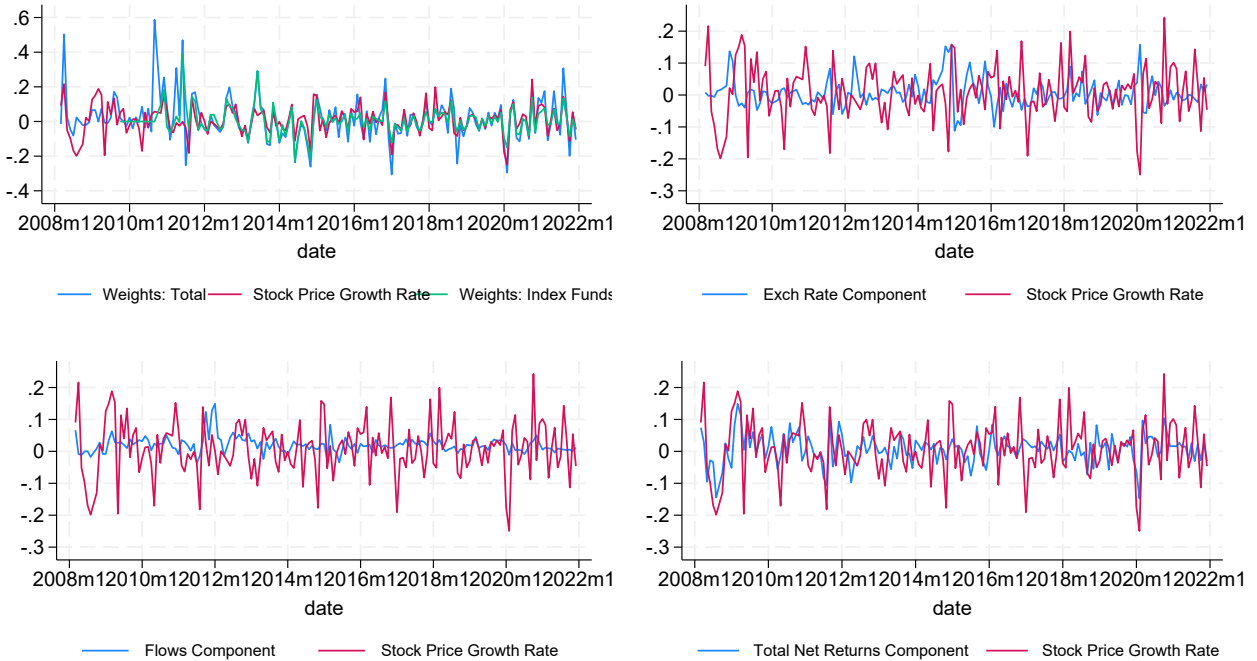 .6
.4
.2
0
-.2
-.4
2008m1 2010m1 2012m1 2014m1 2016m1 2018m1 2020m1 2022m1
date
Weights: Total Stock Price Growth Rate Weights: Index Funds
.2
.1
0
-.1
-.2
-.3
2008m1 2010m1 2012m1 2014m1 2016m1 2018m1 2020m1 2022m1
date
Exch Rate Component Stock Price Growth Rate
.2
.1
0
-.1
-.2
-.3
2008m1 2010m1 2012m1 2014m1 2016m1 2018m1 2020m1 2022m1
date
Flows Component Stock Price Growth Rate
.2
.1
0
-.1
-.2
-.3
2008m1 2010m1 2012m1 2014m1 2016m1 2018m1 2020m1 2022m1
date
Total Net Returns Component Stock Price Growth Rate